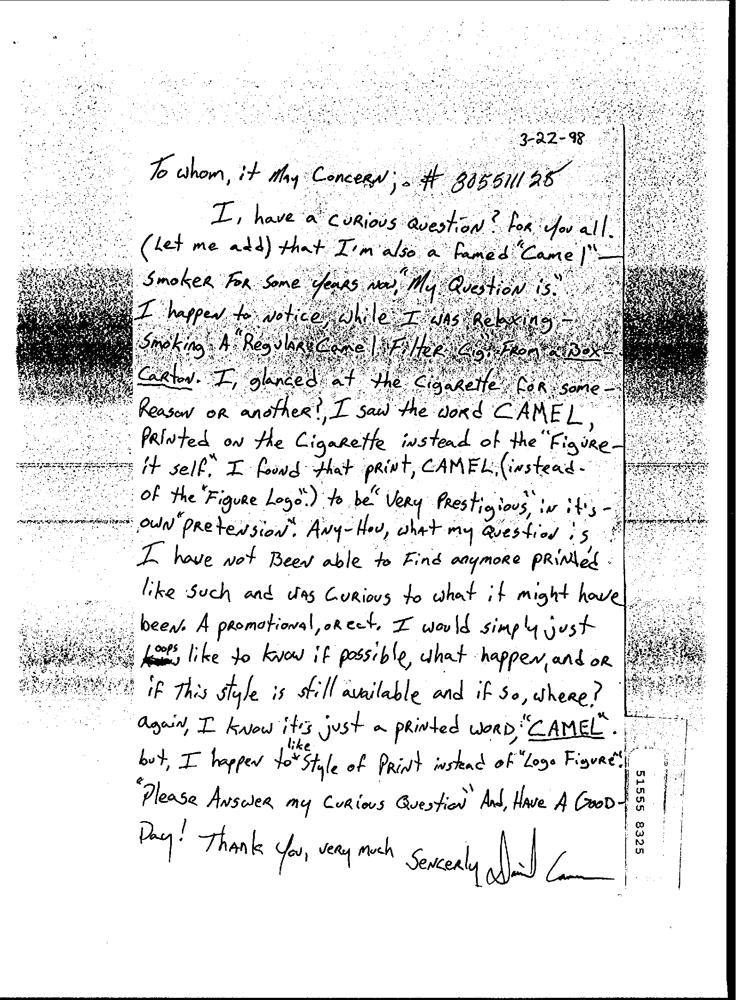 3-22-98
To whom, it May Concern; . # 305511125
I, have a curious Question? for you all.
(Let me add) that I'm also a famed "Camel"—
smoker For some years now, "My Question is."
I happen to notice, while I was Relaxing –
Smoking A "Regular Camel Filter Cig. From a Box-
Carton. I, glanced at the Cigarette for some-
Reason or another!, I saw the word CAMEL,
Printed on the Cigarette instead of the "Figure-
it self." I found that print, CAMEL, (instead-
of the "Figure Logo".) to be "Very Prestigious," in it's-
own "pretension". Any-How, what my Question is
I have not Been able to Find anymore printed
like such and was Curious to what it might have
been. A promotional, or ect. I would simply just
oops like to know if possible, what happen, and or
if This style is still available and if so, where?
again, I know it's just a printed word, "CAMEL".
but, I happen to like Style of Print instead of "Logo Figure".
"Please Answer my Curious Question" And, Have A Good-
Day! Thank You, very much Sencerly
51555 8325